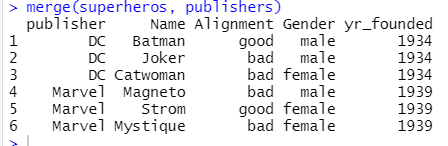 > merge(superheros, publishers)
publisher Name Alignment Gender yr_founded
1 DC Batman good male 1934
2 DC Joker bad male 1934
3 DC Catwoman bad female 1934
4 Marvel Magneto bad male 1939
5 Marvel Strom good female 1939
6 Marvel Mystique bad female 1939
>